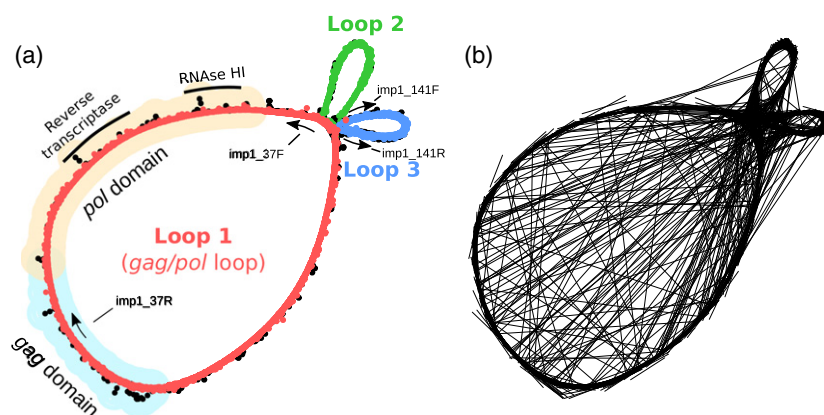 (a)
Loop 2
(b)
RNAse HI
Reverse
transcriptase
imp1_141F
imp1_37F
imp1_141R
Loop 3
pol domain
Loop 1
(gag/pol loop)
imp1_37R
gag domain